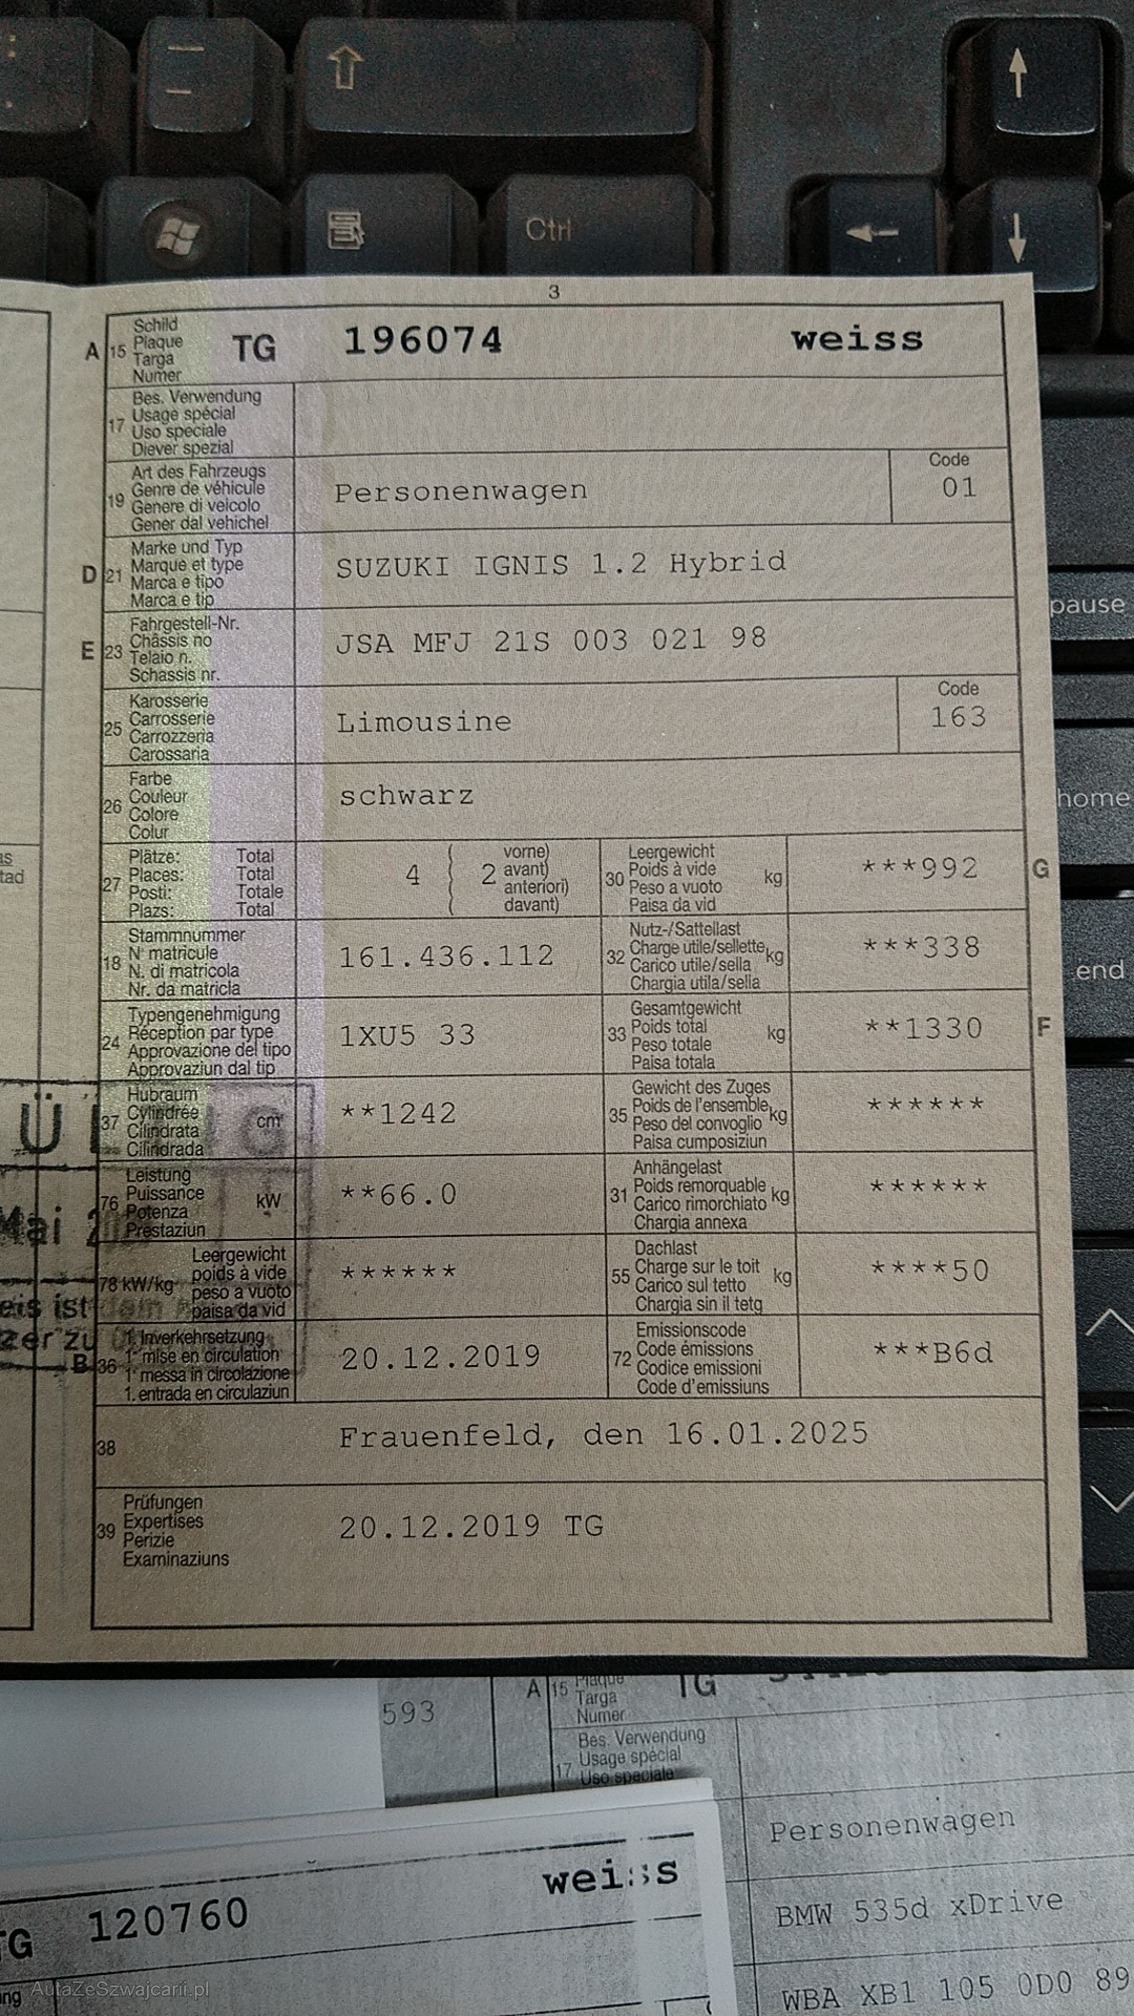 Ctrl
pause
home
end
3
A 15 Schild
Plaque
Targa
Numer
TG 196074 weiss
17 Bes. Verwendung
Usage spécial
Uso speciale
Diever spezial
19 Art des Fahrzeugs
Genre de véhicule
Genere di veicolo
Gener dal vehichel
Personenwagen
Code
01
D 21 Marke und Typ
Marque et type
Marca e tipo
Marca e tip
SUZUKI IGNIS 1.2 Hybrid
E 23 Fahrgestell-Nr.
Châssis no
Telaio n.
Schassis nr.
JSA MFJ 21S 003 021 98
25 Karosserie
Carrosserie
Carrozzeria
Carossaria
Limousine
Code
163
26 Farbe
Couleur
Colore
Colur
schwarz
27 Plätze: Total
Places: Total
Posti: Totale
Plazs: Total
4 ( 2 vorne)
avant)
anteriori)
davant)
30 Leergewicht
Poids à vide
Peso a vuoto
Paisa da vid
kg ***992 G
18 Stammnummer
N° matricule
N. di matricola
Nr. da matricla
161.436.112
32 Nutz-/Sattellast
Charge utile/sellette
Carico utile/sella
Chargia utila/sella
kg ***338
24 Typengenehmigung
Réception par type
Approvazione del tipo
Approvaziun dal tip
1XU5 33
33 Gesamtgewicht
Poids total
Peso totale
Paisa totala
kg **1330 F
37 Hubraum
Cylindrée
Cilindrata
Cilindrada
cm³ **1242
35 Gewicht des Zuges
Poids de l'ensemble
Peso del convoglio
Paisa cumposiziun
kg ******
76 Leistung
Puissance
Potenza
Prestaziun
kW **66.0
31 Anhängelast
Poids remorquable
Carico rimorchiato
Chargia annexa
kg ******
78 kW/kg Leergewicht
poids à vide
peso a vuoto
paisa da vid
******
55 Dachlast
Charge sur le toit
Carico sul tetto
Chargia sin il tetg
kg ****50
B 36 1. Inverkehrsetzung
1re mise en circulation
1a messa in circolazione
1. entrada en circulaziun
20.12.2019
72 Emissionscode
Code émissions
Codice emissioni
Code d'emissiuns
***B6d
38 Frauenfeld, den 16.01.2025
39 Prüfungen
Expertises
Perizie
Examinaziuns
20.12.2019 TG
Mai
eis ist dem
zer zu
593
A 15 Plaque
Targa
Numer
TG
17 Bes. Verwendung
Usage spécial
Uso speciale
Personenwagen
BMW 535d xDrive
WBA XB1 105 0D0 89
TG 120760 weiss
AutaZeSzwajcarii.pl